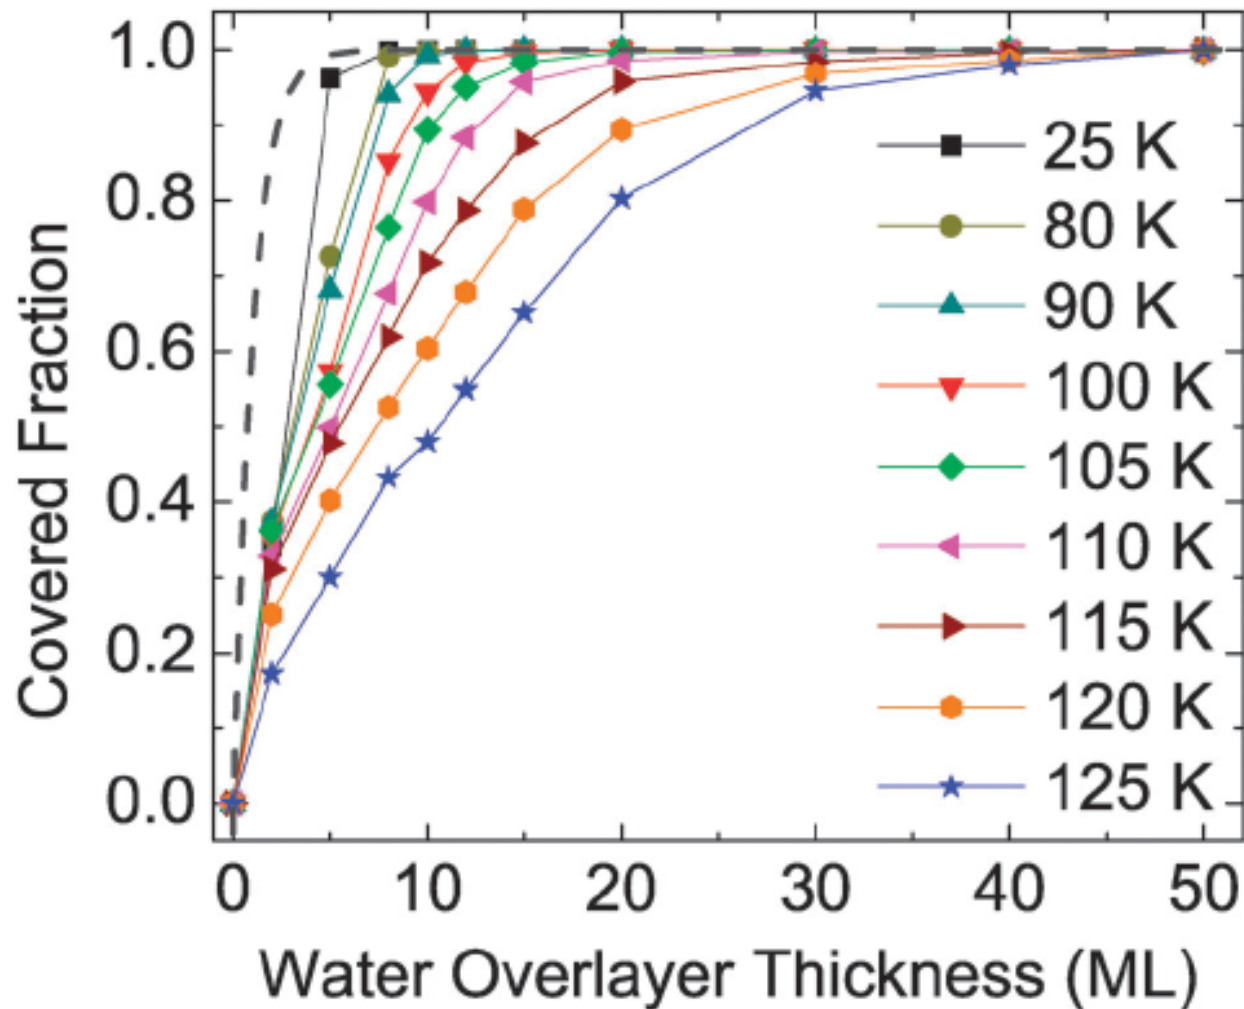 Covered Fraction
1.0
0.8
0.6
0.4
0.2
0.0
25 K
80 K
90 K
100 K
105 K
110 K
115 K
120 K
125 K
0 10 20 30 40 50
Water Overlayer Thickness (ML)